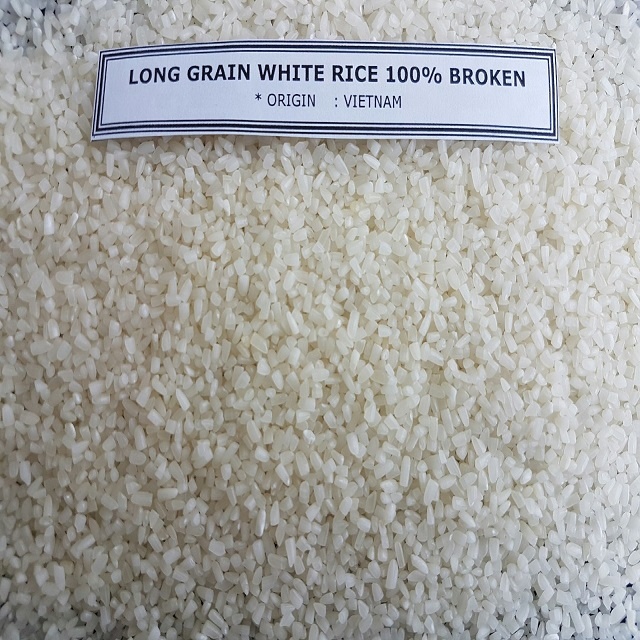 LONG GRAIN WHITE RICE 100% BROKEN
* ORIGIN : VIETNAM